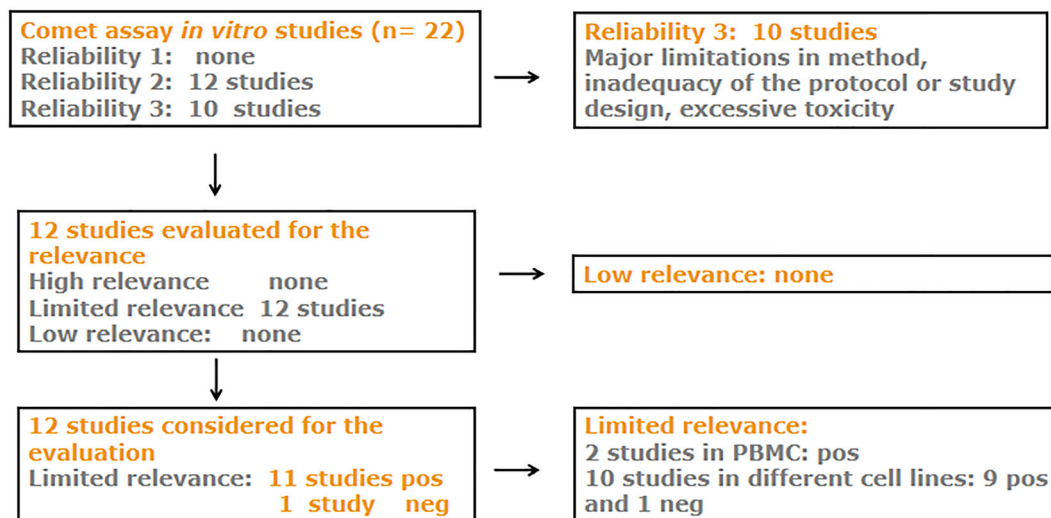 Comet assay in vitro studies (n= 22)
Reliability 1: none
Reliability 2: 12 studies
Reliability 3: 10 studies
Reliability 3: 10 studies
Major limitations in method,
inadequacy of the protocol or study
design, excessive toxicity
12 studies evaluated for the
relevance
High relevance none
Limited relevance 12 studies
Low relevance: none
Low relevance: none
12 studies considered for the
evaluation
Limited relevance: 11 studies pos
1 study neg
Limited relevance:
2 studies in PBMC: pos
10 studies in different cell lines: 9 pos
and 1 neg